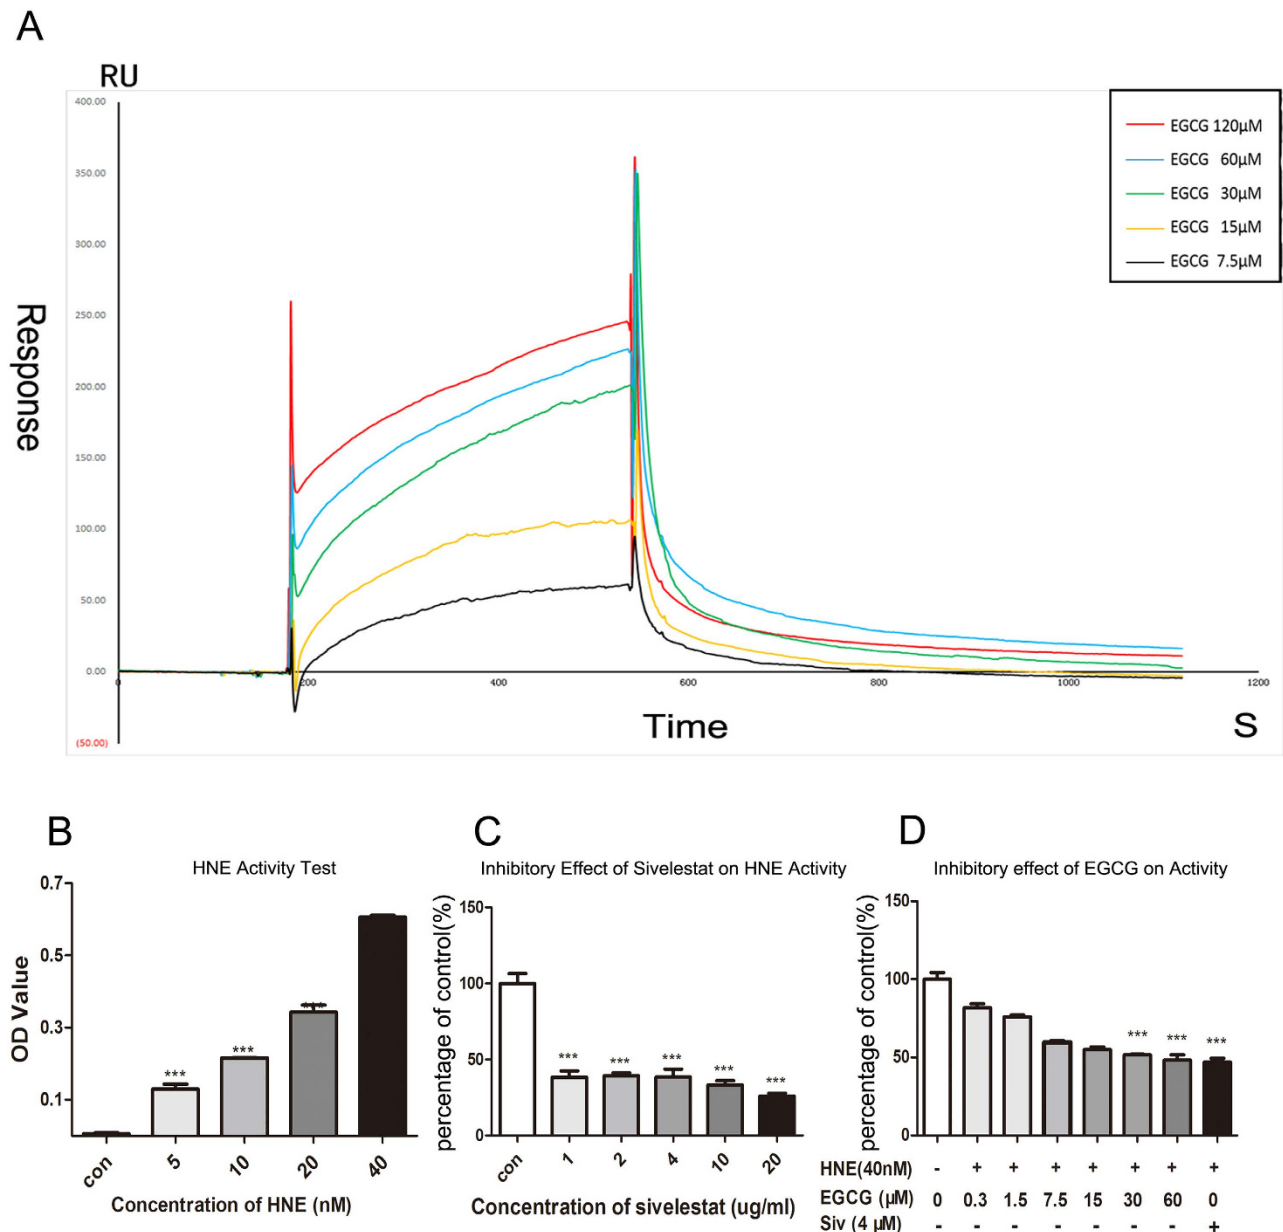 A
RU
400.00
350.00
300.00
250.00
200.00
150.00
100.00
50.00
0.00
(50.00)
Response
0 200 400 600 800 1000 1200
Time S
EGCG 120μM
EGCG 60μM
EGCG 30μM
EGCG 15μM
EGCG 7.5μM
B
HNE Activity Test
OD Value
0.7
0.5
0.3
0.1
*** *** ***
con 5 10 20 40
Concentration of HNE (nM)
C
Inhibitory Effect of Sivelestat on HNE Activity
percentage of control(%)
150
100
50
0
*** *** *** *** ***
con 1 2 4 10 20
Concentration of sivelestat (ug/ml)
D
Inhibitory effect of EGCG on Activity
percentage of control(%)
150
100
50
0
*** *** ***
HNE(40nM) - + + + + + + +
EGCG (μM) 0 0.3 1.5 7.5 15 30 60 0
Siv (4 μM) - - - - - - - +